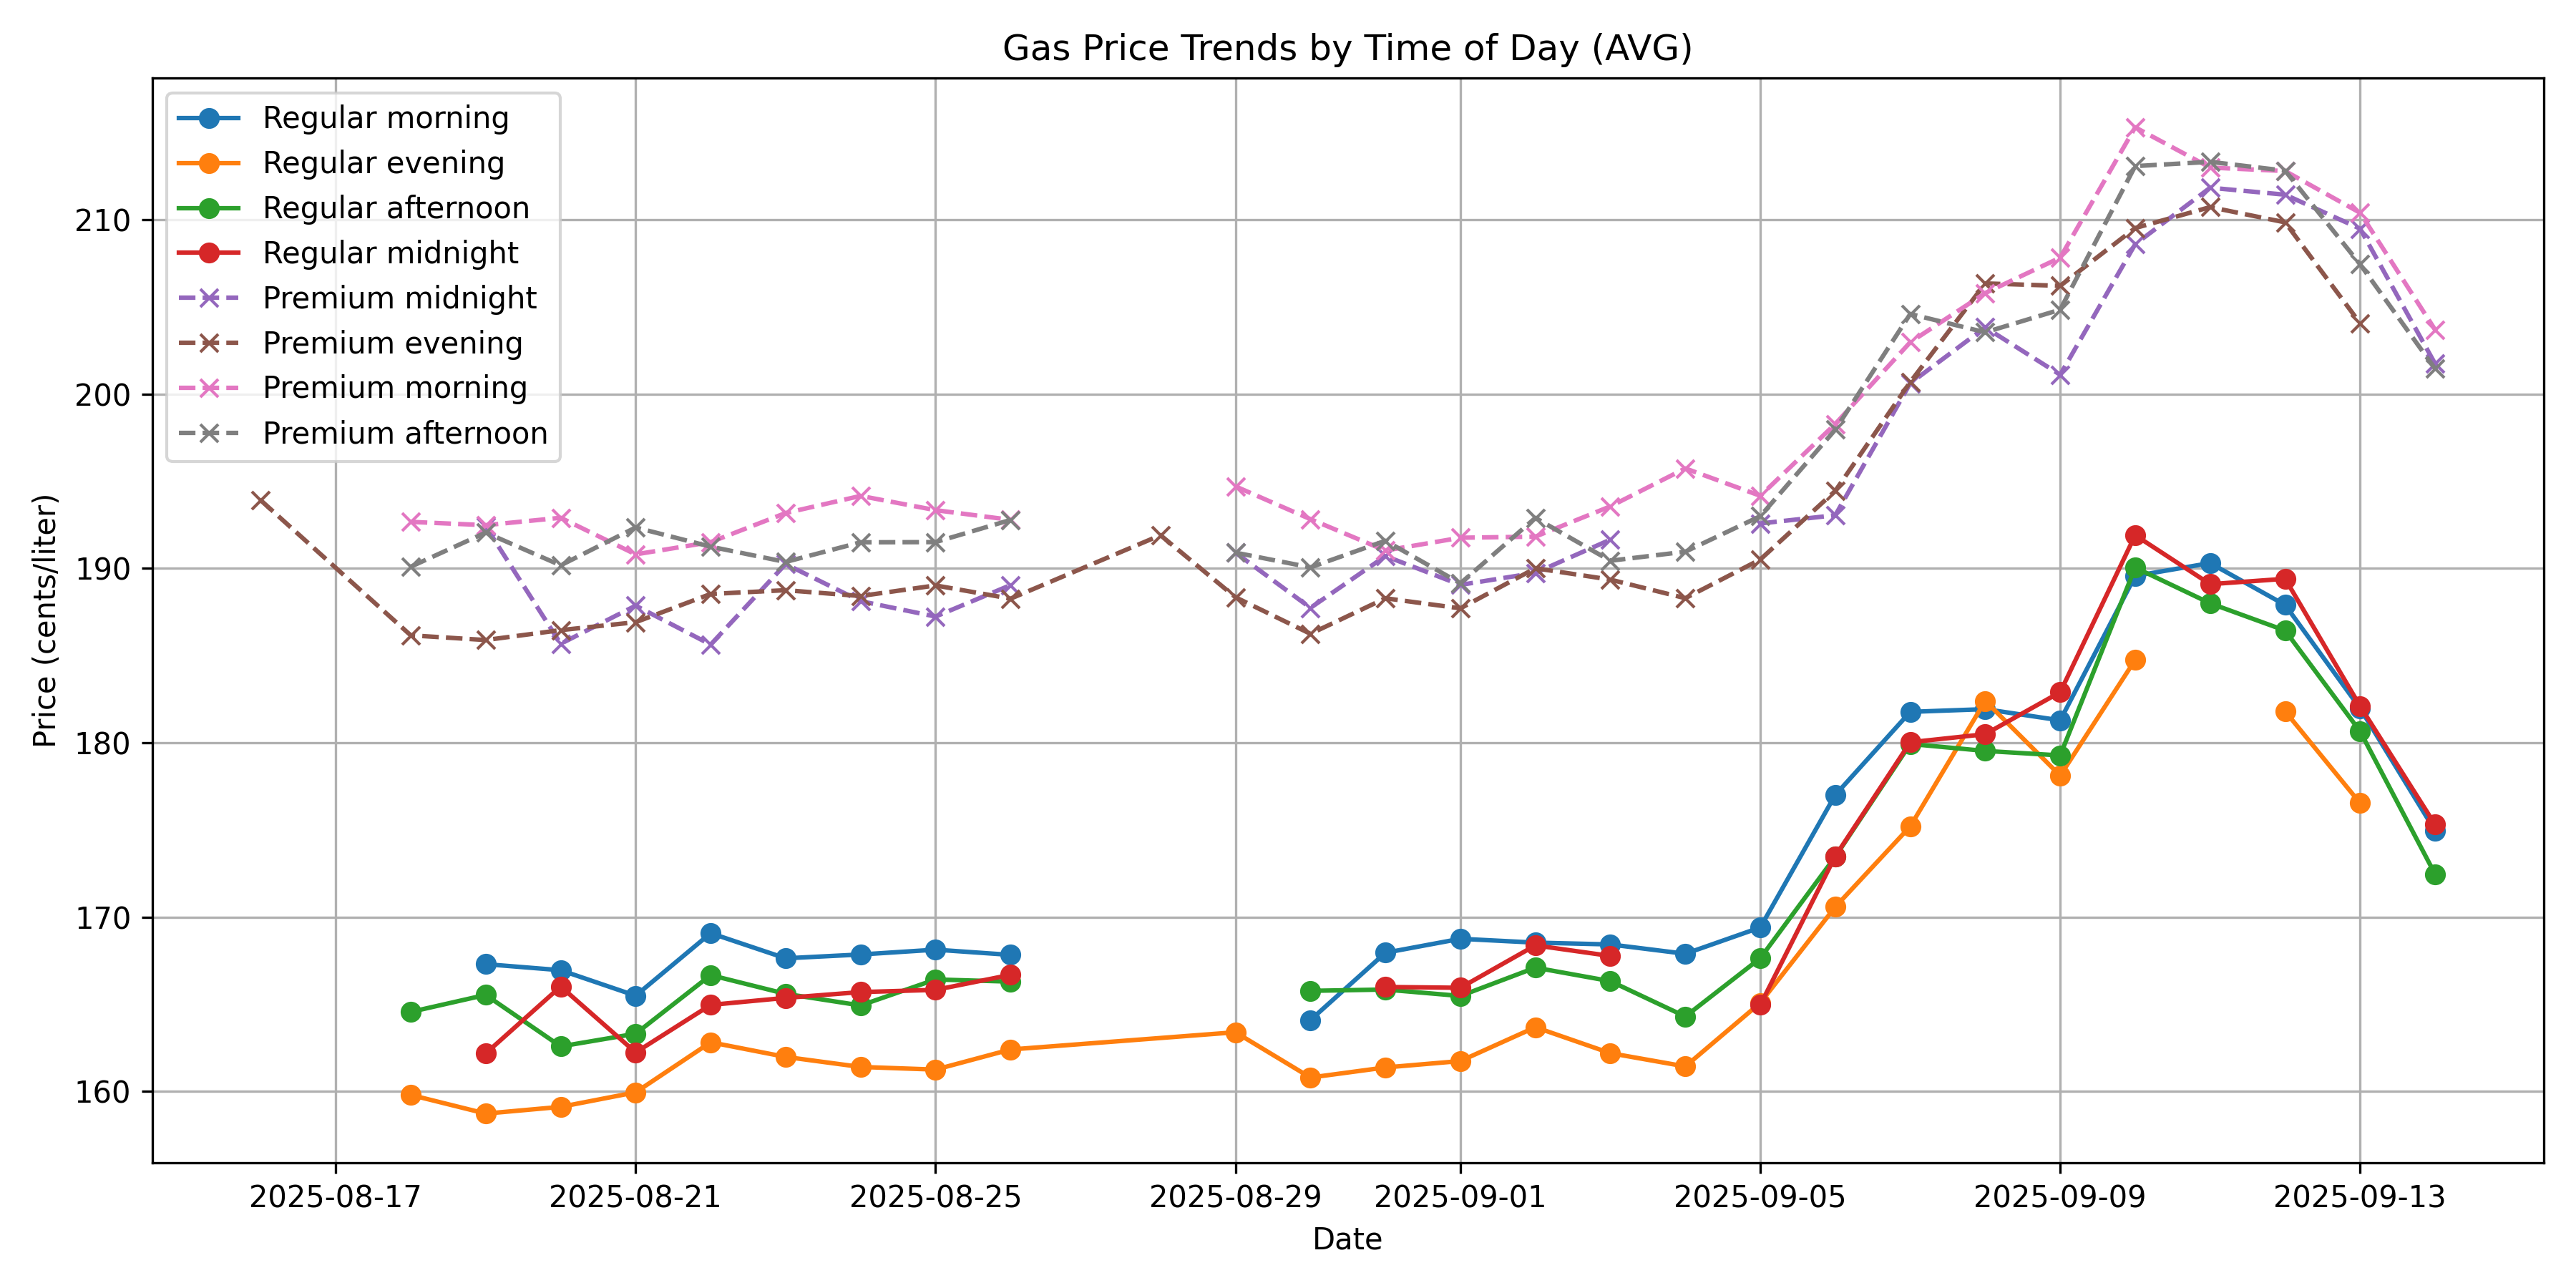 Gas Price Trends by Time of Day (AVG)
Regular morning
Regular evening
Regular afternoon
Regular midnight
Premium midnight
Premium evening
Premium morning
Premium afternoon
Price (cents/liter)
210
200
190
180
170
160
2025-08-17 2025-08-21 2025-08-25 2025-08-29 2025-09-01 2025-09-05 2025-09-09 2025-09-13
Date